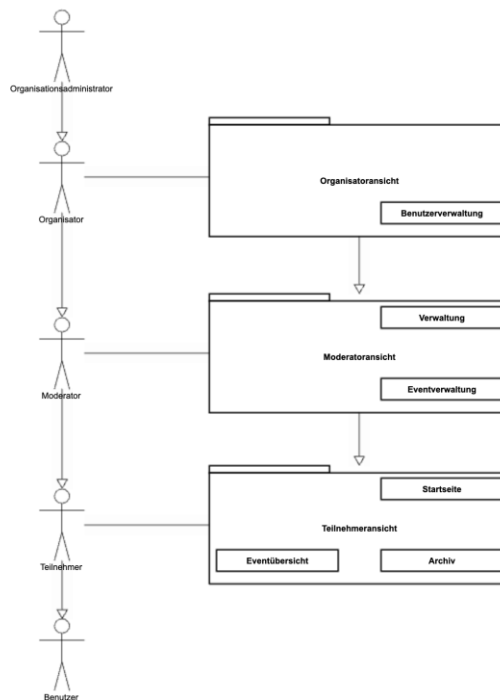 Organisationsadministrator
Organisatoransicht
Benutzerverwaltung
Organisator
Verwaltung
Moderatoransicht
Eventverwaltung
Moderator
Startseite
Teilnehmeransicht
Eventübersicht
Archiv
Teilnehmer
Benutzer